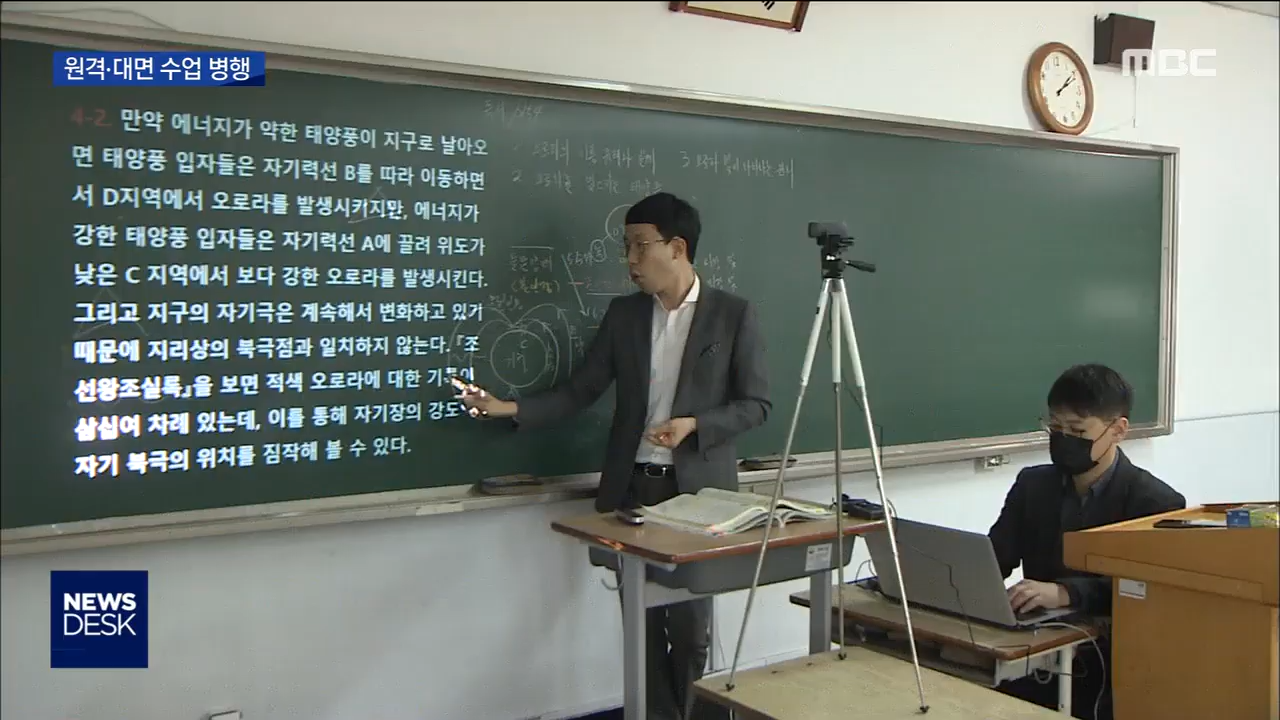 원격·대면 수업 병행
MBC
4-2. 만약 에너지가 약한 태양풍이 지구로 날아오
면 태양풍 입자들은 자기력선 B를 따라 이동하면
서 D지역에서 오로라를 발생시키지만, 에너지가
강한 태양풍 입자들은 자기력선 A에 끌려 위도가
낮은 C 지역에서 보다 강한 오로라를 발생시킨다.
그리고 지구의 자기극은 계속해서 변화하고 있기
때문에 지리상의 북극점과 일치하지 않는다. 『조
선왕조실록』을 보면 적색 오로라에 대한 기록이
삼십여 차례 있는데, 이를 통해 자기장의 강도
자기 북극의 위치를 짐작해 볼 수 있다.
NEWS
DESK